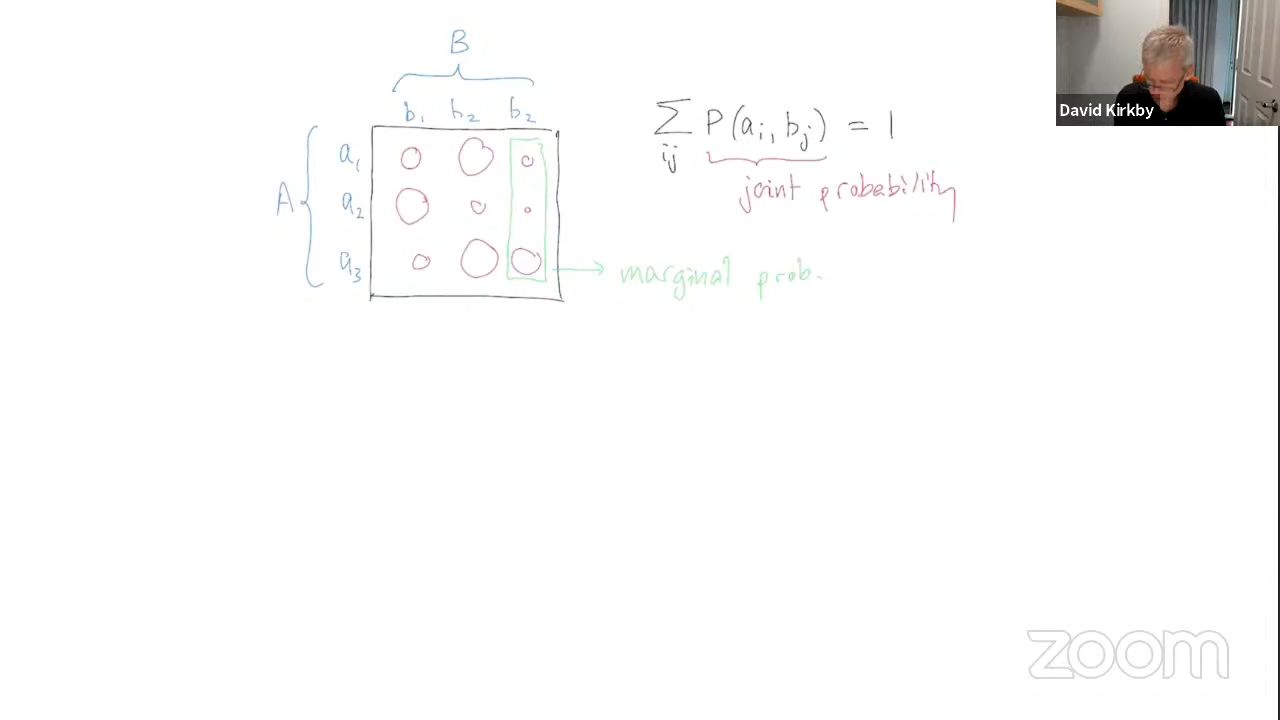 B
b₁ b₂ b₂
A
a₁
a₂
a₃
∑ij P(ai, bj) = 1
joint probability
marginal prob.
David Kirkby
zoom